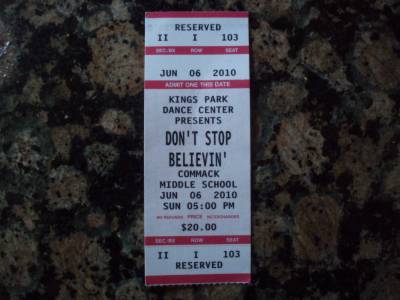 RESERVED
II I 103
SEC/BX ROW SEAT
JUN 06 2010
ADMIT ONE THIS DATE
KINGS PARK
DANCE CENTER
PRESENTS
DON'T STOP
BELIEVIN'
COMMACK
MIDDLE SCHOOL
JUN 06 2010
SUN 05:00 PM
NO REFUNDS PRICE NO EXCHANGES
$20.00
SEC/BX ROW SEAT
II I 103
RESERVED